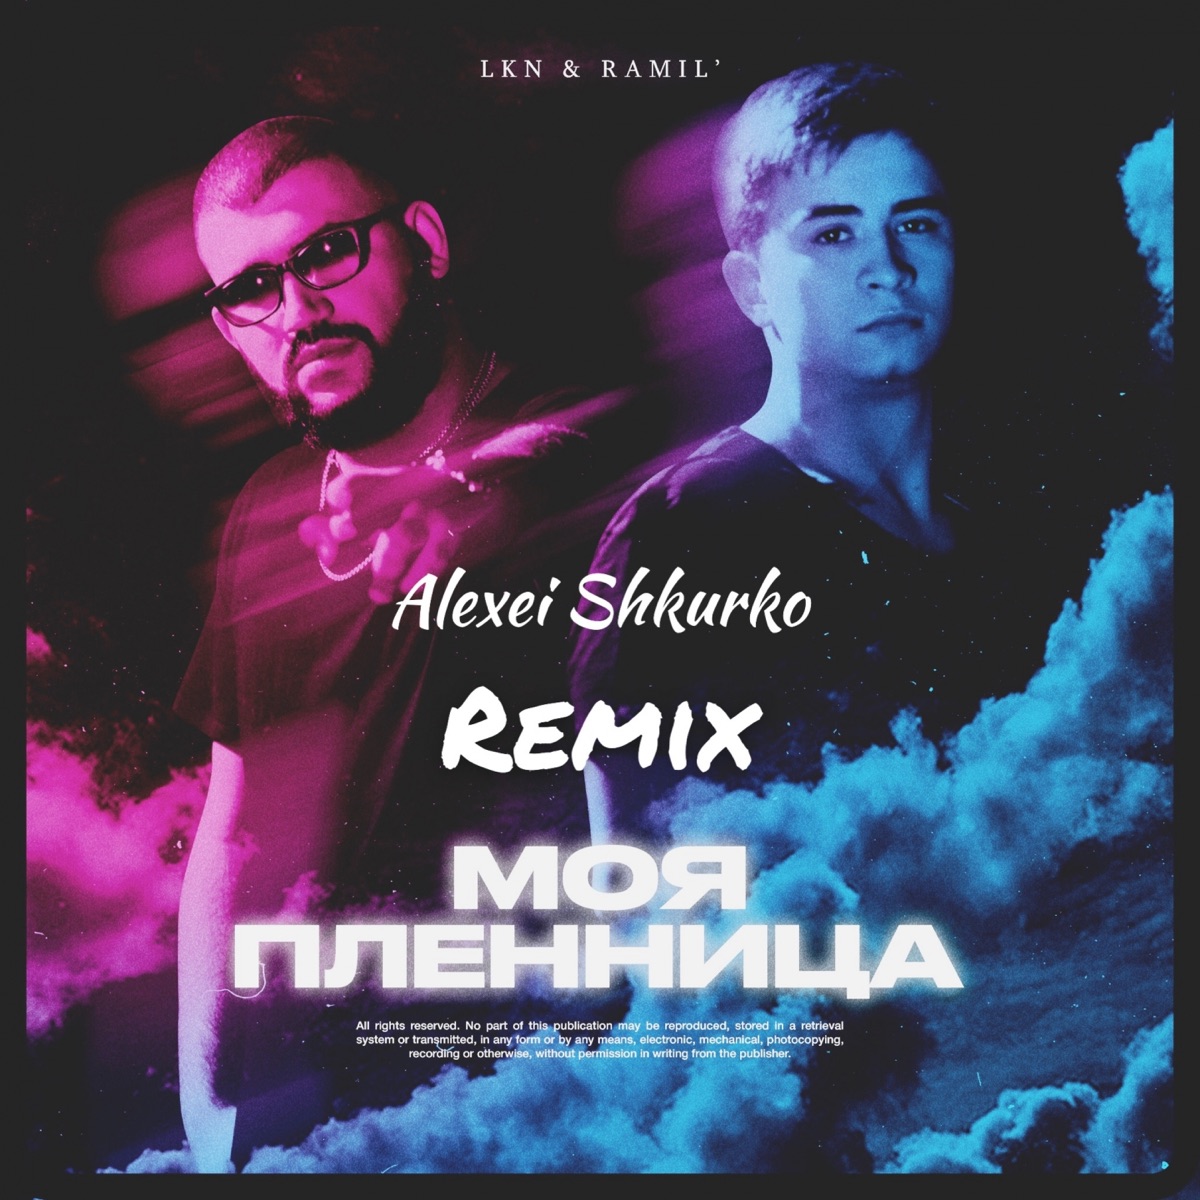 LKN & RAMIL’
Alexei Shkurko
REMIX
МОЯ
ПЛЕННИЦА
All rights reserved. No part of this publication may be reproduced, stored in a retrieval
system or transmitted, in any form or by any means, electronic, mechanical, photocopying,
recording or otherwise, without permission in writing from the publisher.